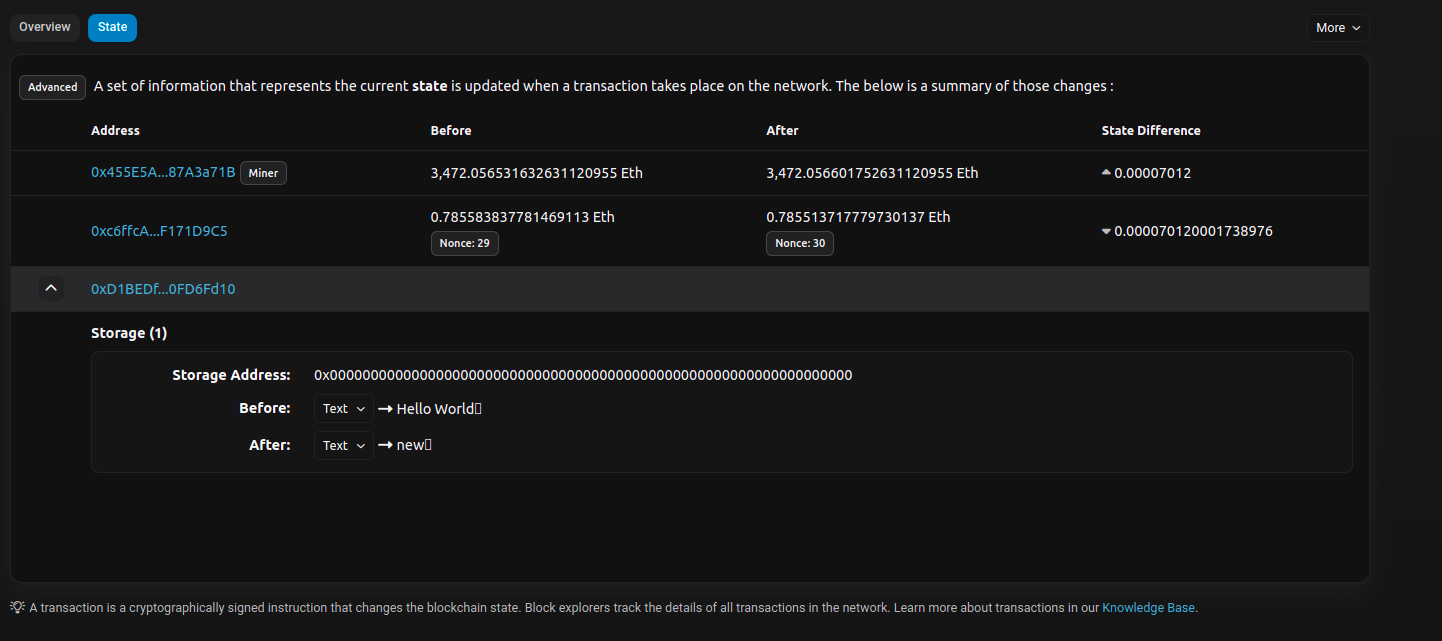 Overview State More
Advanced A set of information that represents the current state is updated when a transaction takes place on the network. The below is a summary of those changes :
Address Before After State Difference
0x455E5A...87A3a71B Miner 3,472.056531632631120955 Eth 3,472.056601752631120955 Eth 0.00007012
0xc6ffcA...F171D9C5 0.785583837781469113 Eth 0.785513717779730137 Eth 0.000070120001738976
Nonce: 29 Nonce: 30
0xD1BEDf...0FD6Fd10
Storage (1)
Storage Address: 0x0000000000000000000000000000000000000000000000000000000000000000
Before: Text → Hello World
After: Text → new
A transaction is a cryptographically signed instruction that changes the blockchain state. Block explorers track the details of all transactions in the network. Learn more about transactions in our Knowledge Base.